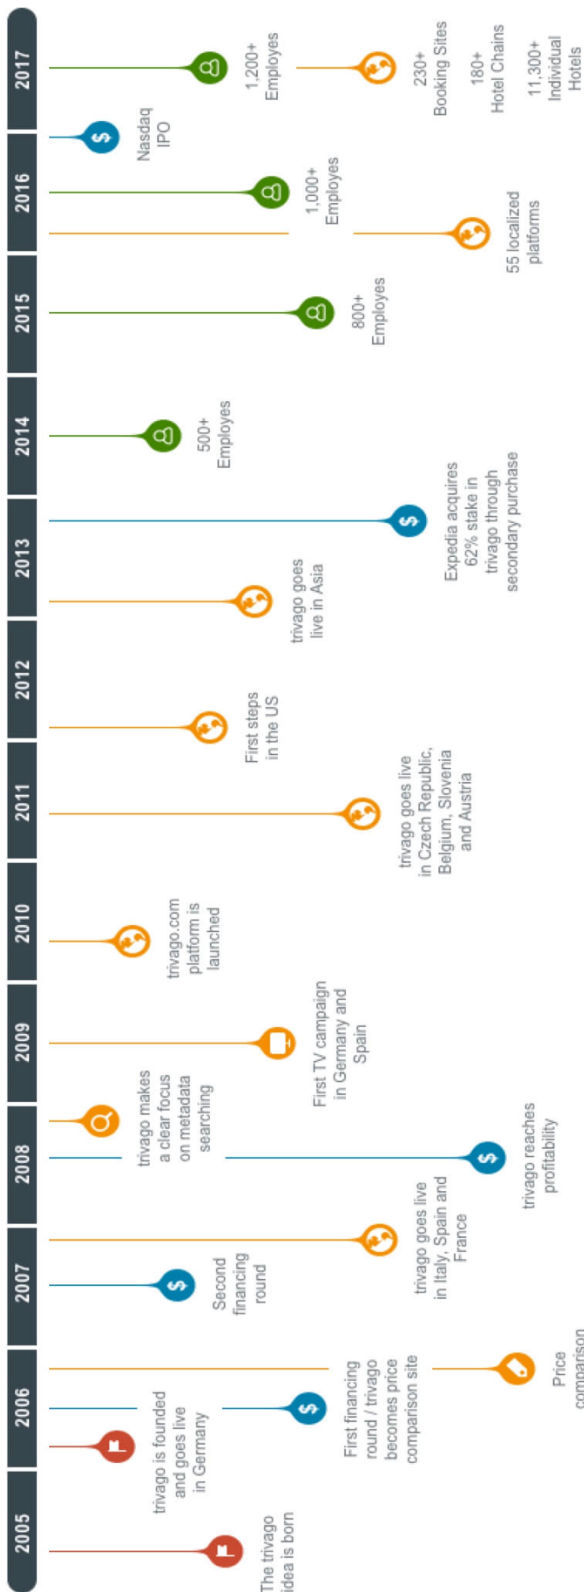 2005
2006
2007
2008
2009
2010
2011
2012
2013
2014
2015
2016
2017
The trivago
idea is born
trivago is founded
and goes live
in Germany
First financing
round / trivago
becomes price
comparison site
Price
comparison
Second
financing
round
trivago goes live
in Italy, Spain and
France
trivago reaches
profitability
trivago makes
a clear focus
on metadata
searching
First TV campaign
in Germany and
Spain
trivago.com
platform is
launched
trivago goes live
in Czech Republic,
Belgium, Slovenia
and Austria
First steps
in the US
trivago goes
live in Asia
Expedia acquires
62% stake in
trivago through
secondary purchase
500+
Employes
800+
Employes
55 localized
platforms
1,000+
Employes
Nasdaq
IPO
1,200+
Employes
230+
Booking Sites
180+
Hotel Chains
11,300+
Individual
Hotels